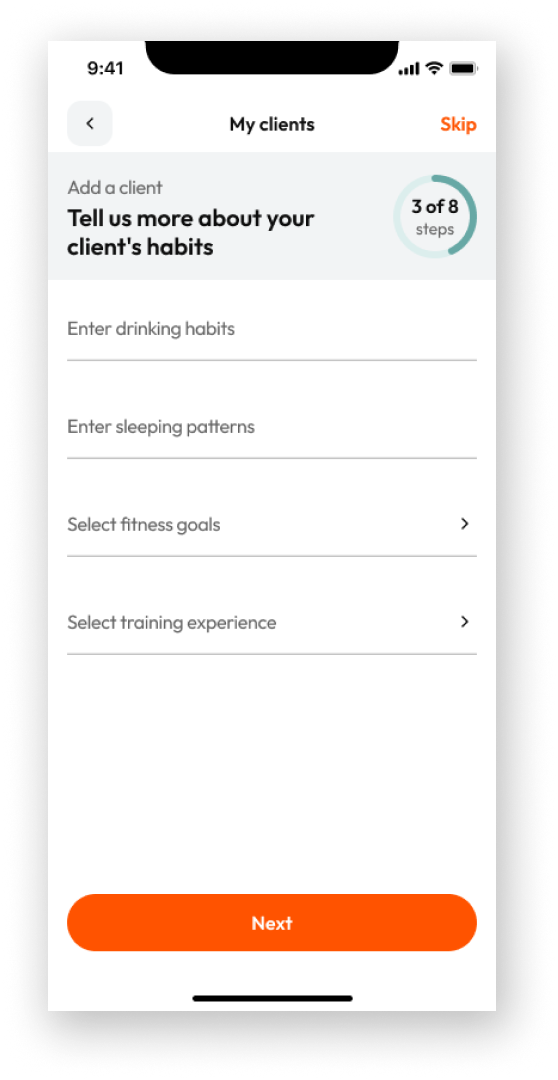 9:41
My clients
Skip
Add a client
Tell us more about your
client's habits
3 of 8
steps
Enter drinking habits
Enter sleeping patterns
Select fitness goals
Select training experience
Next